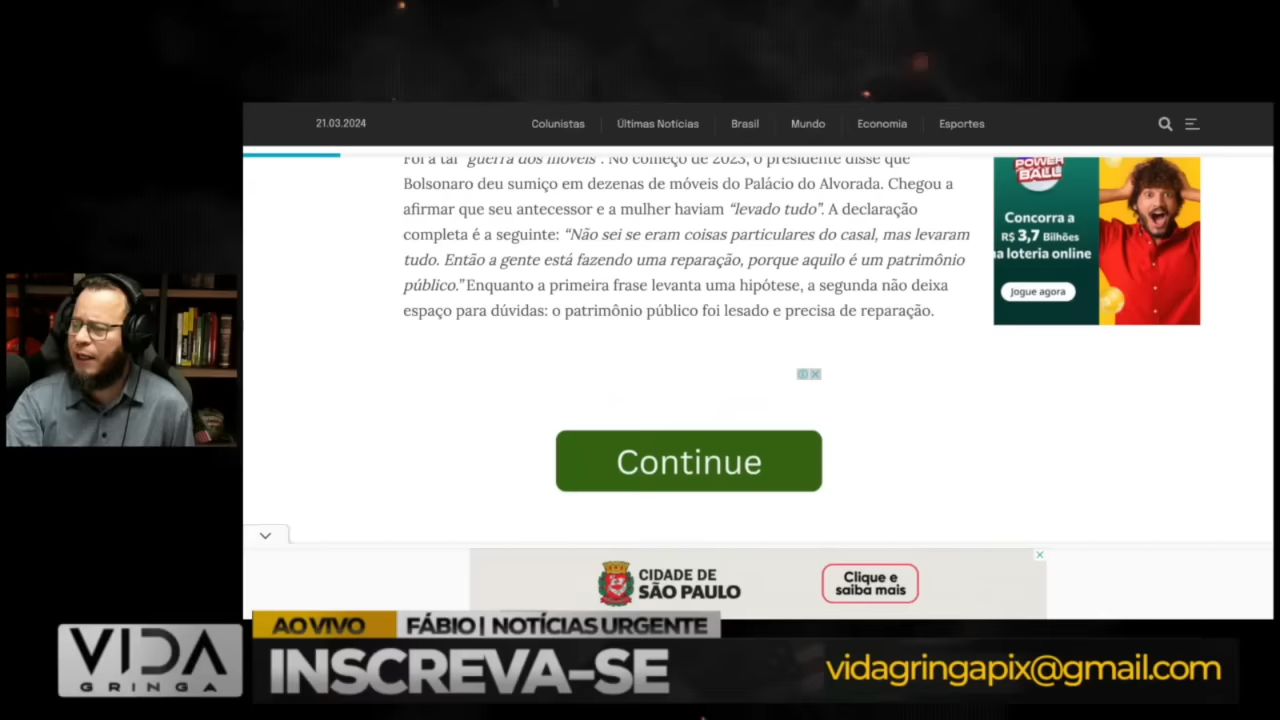 21.03.2024
Colunistas
Últimas Notícias
Brasil
Mundo
Economia
Esportes
Foi a tal "guerra dos móveis". No começo de 2023, o presidente disse que
Bolsonaro deu sumiço em dezenas de móveis do Palácio do Alvorada. Chegou a
afirmar que seu antecessor e a mulher haviam “levado tudo”. A declaração
completa é a seguinte: “Não sei se eram coisas particulares do casal, mas levaram
tudo. Então a gente está fazendo uma reparação, porque aquilo é um patrimônio
público.” Enquanto a primeira frase levanta uma hipótese, a segunda não deixa
espaço para dúvidas: o patrimônio público foi lesado e precisa de reparação.
POWER
BALL
Concorra a
R$ 3,7 Bilhões
na loteria online
Jogue agora
Continue
CIDADE DE
SÃO PAULO
Clique e
saiba mais
AO VIVO
FÁBIO | NOTÍCIAS URGENTE
VIDA
GRINGA
INSCREVA-SE
vidagringapix@gmail.com